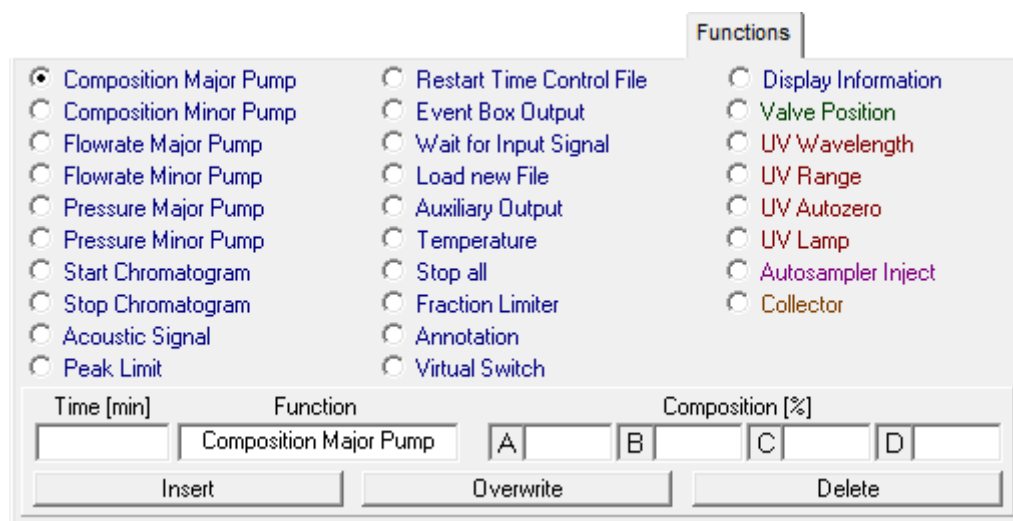 Functions
Composition Major Pump Restart Time Control File Display Information
Composition Minor Pump Event Box Output Valve Position
Flowrate Major Pump Wait for Input Signal UV Wavelength
Flowrate Minor Pump Load new File UV Range
Pressure Major Pump Auxiliary Output UV Autozero
Pressure Minor Pump Temperature UV Lamp
Start Chromatogram Stop all Autosampler Inject
Stop Chromatogram Fraction Limiter Collector
Acoustic Signal Annotation
Peak Limit Virtual Switch
Time [min] Function Composition [%]
Composition Major Pump A B C D
Insert Overwrite Delete